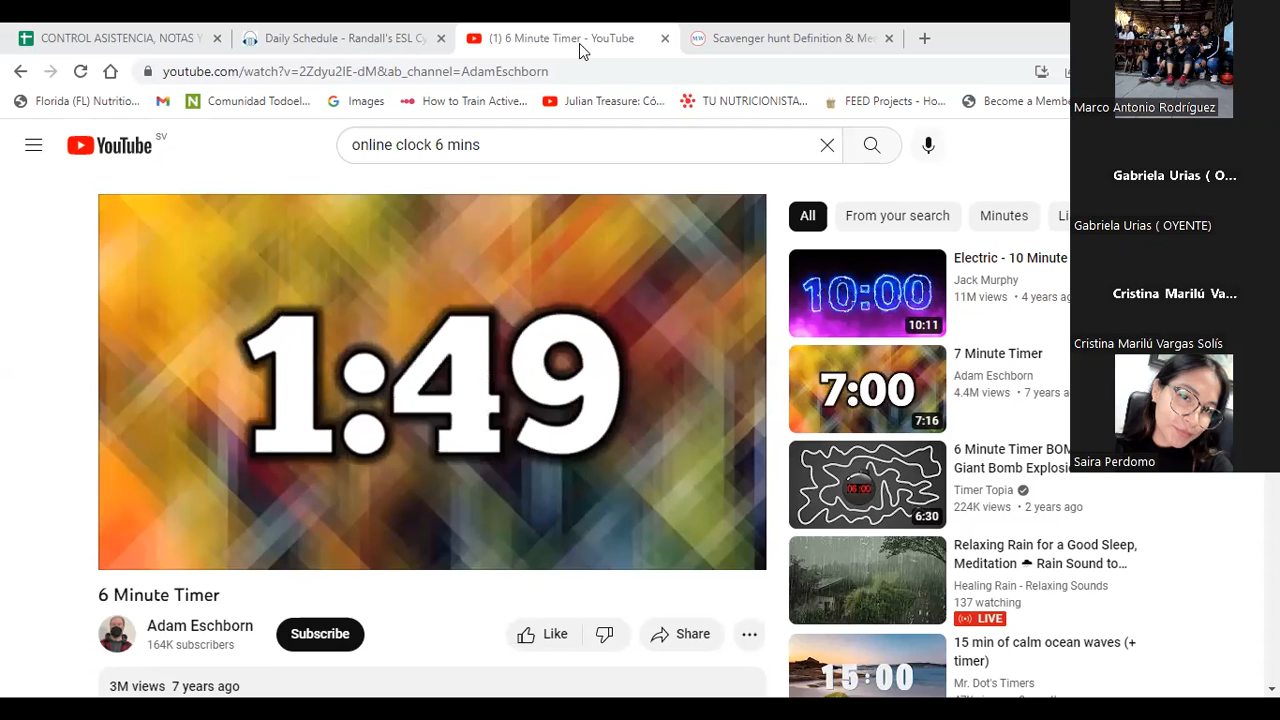 CONTROL ASISTENCIA, NOTAS Y
Daily Schedule - Randall's ESL C
(1) 6 Minute Timer - YouTube
Scavenger hunt Definition & Me
youtube.com/watch?v=2Zdyu2lE-dM&ab_channel=AdamEschborn
Florida (FL) Nutritio...
Comunidad Todoel...
Images
How to Train Active...
Julian Treasure: Có...
TU NUTRICIONISTA...
FEED Projects - Ho...
Become a Membe
YouTube
SV
online clock 6 mins
1:49
6 Minute Timer
Adam Eschborn
164K subscribers
Subscribe
Like
Share
3M views 7 years ago
All
From your search
Minutes
Electric - 10 Minute
Jack Murphy
11M views • 4 years ag
10:00
10:11
7 Minute Timer
Adam Eschborn
4.4M views • 7 years ag
7:00
7:16
6 Minute Timer BOM
Giant Bomb Explosio
Timer Topia
224K views • 2 years ago
06:00
6:30
Relaxing Rain for a Good Sleep,
Meditation 🌧 Rain Sound to...
Healing Rain - Relaxing Sounds
137 watching
LIVE
15 min of calm ocean waves (+
timer)
Mr. Dot's Timers
15:00
Marco Antonio Rodríguez
Gabriela Urias ( O...
Gabriela Urias ( OYENTE)
Cristina Marilú Va...
Cristina Marilú Vargas Solís
Saira Perdomo